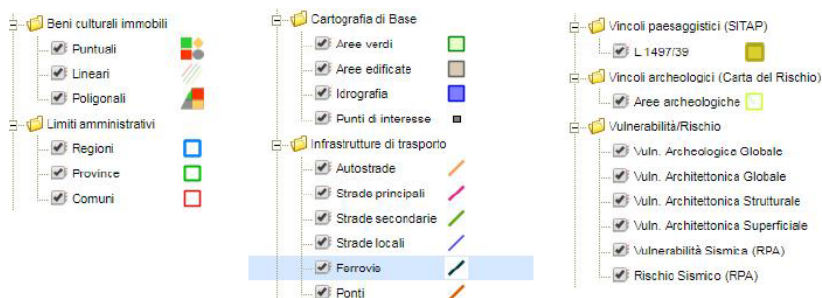 Beni culturali immobili
Puntuali
Lineari
Poligonali
Limiti amministrativi
Regioni
Province
Comuni
Cartografia di Base
Aree verdi
Aree edificate
Idrografia
Punti di interesse
Infrastrutture di trasporto
Autostrade
Strade principali
Strade secondarie
Strade locali
Ferrovie
Ponti
Vincoli paesaggistici (SITAP)
L 1497/39
Vincoli archeologici (Carta del Rischio)
Aree archeologiche
Vulnerabilità/Rischio
Vuln. Archeologica Globale
Vuln. Architettonica Globale
Vuln. Architettonica Strutturale
Vuln. Architettonica Superficiale
Vulnerabilità Sismica (RPA)
Rischio Sismico (RPA)